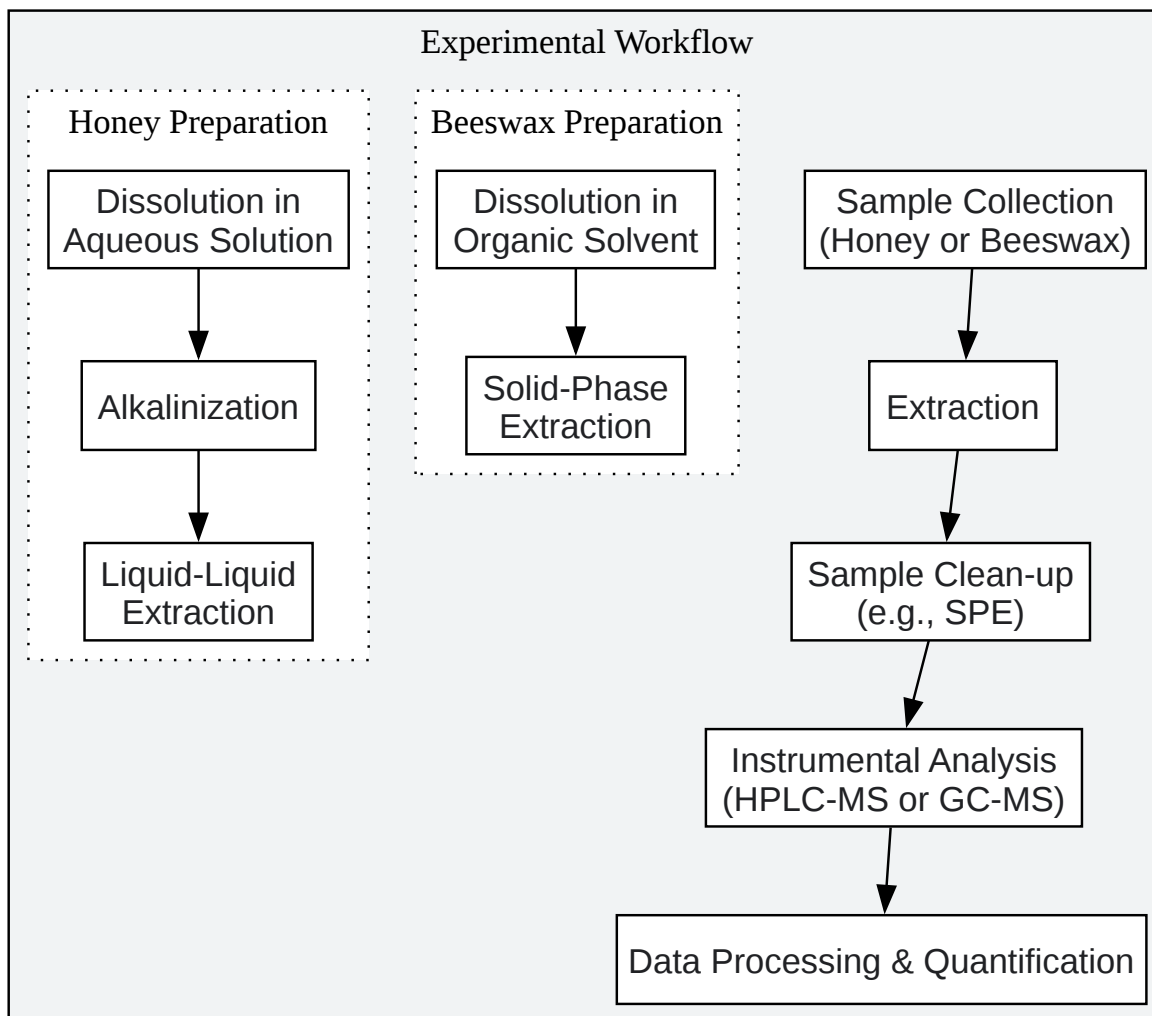 Experimental Workflow
Honey Preparation
Dissolution in
Aqueous Solution
Alkalinization
Liquid-Liquid
Extraction
Beeswax Preparation
Dissolution in
Organic Solvent
Solid-Phase
Extraction
Sample Collection
(Honey or Beeswax)
Extraction
Sample Clean-up
(e.g., SPE)
Instrumental Analysis
(HPLC-MS or GC-MS)
Data Processing & Quantification